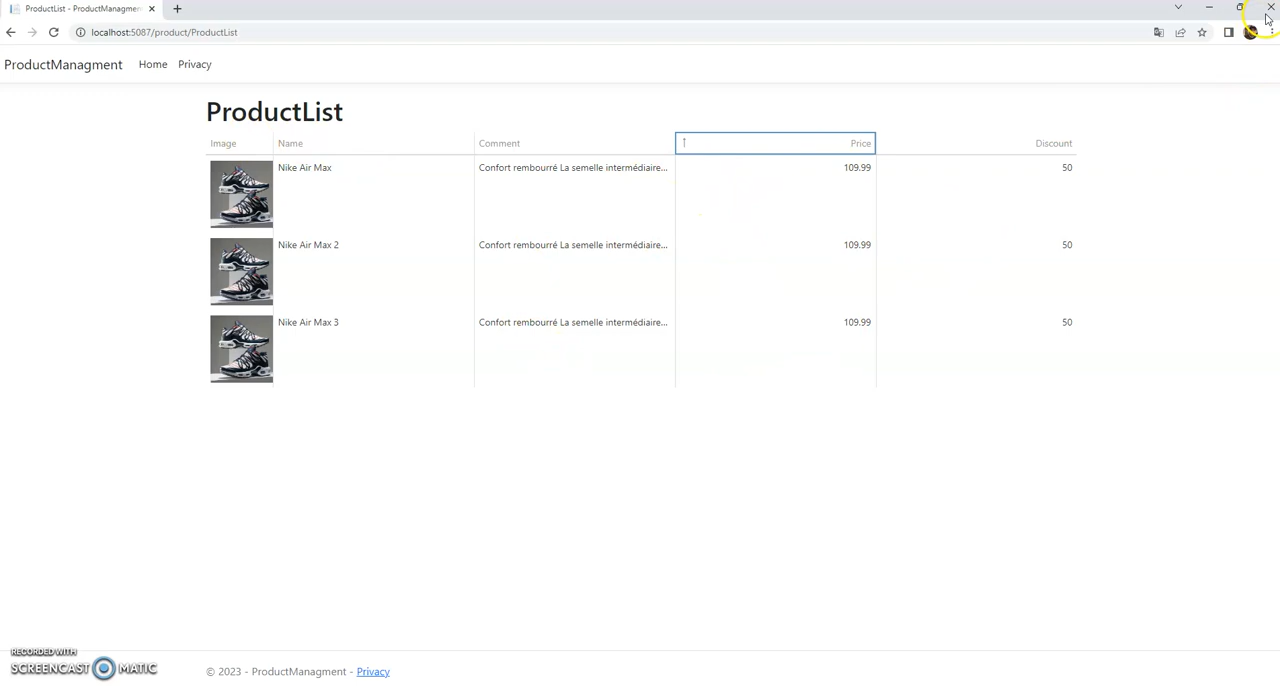 ProductList - ProductManagmen
localhost:5087/product/ProductList
ProductManagment Home Privacy
ProductList
Image Name Comment Price Discount
Nike Air Max Confort rembourré La semelle intermédiaire... 109.99 50
Nike Air Max 2 Confort rembourré La semelle intermédiaire... 109.99 50
Nike Air Max 3 Confort rembourré La semelle intermédiaire... 109.99 50
RECORDED WITH
SCREENCAST MATIC
© 2023 - ProductManagment - Privacy